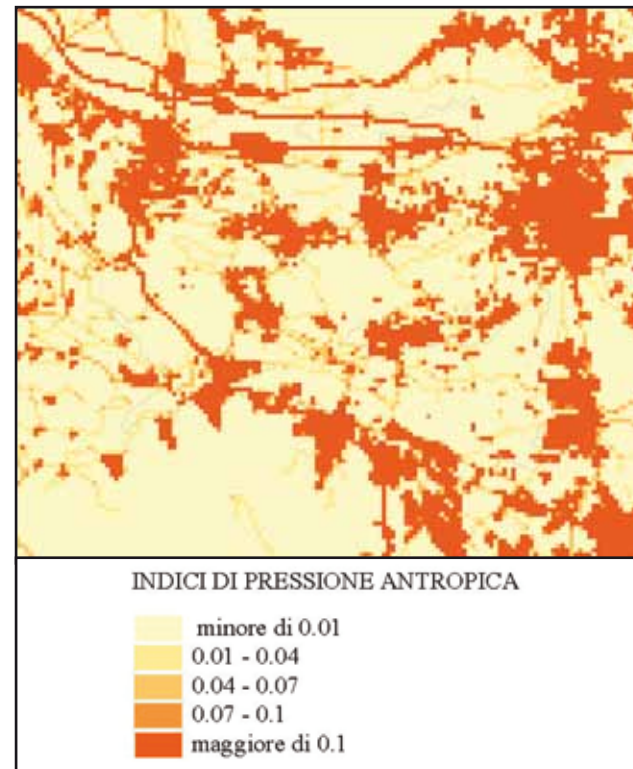 INDICI DI PRESSIONE ANTROPICA
minore di 0.01
0.01 - 0.04
0.04 - 0.07
0.07 - 0.1
maggiore di 0.1